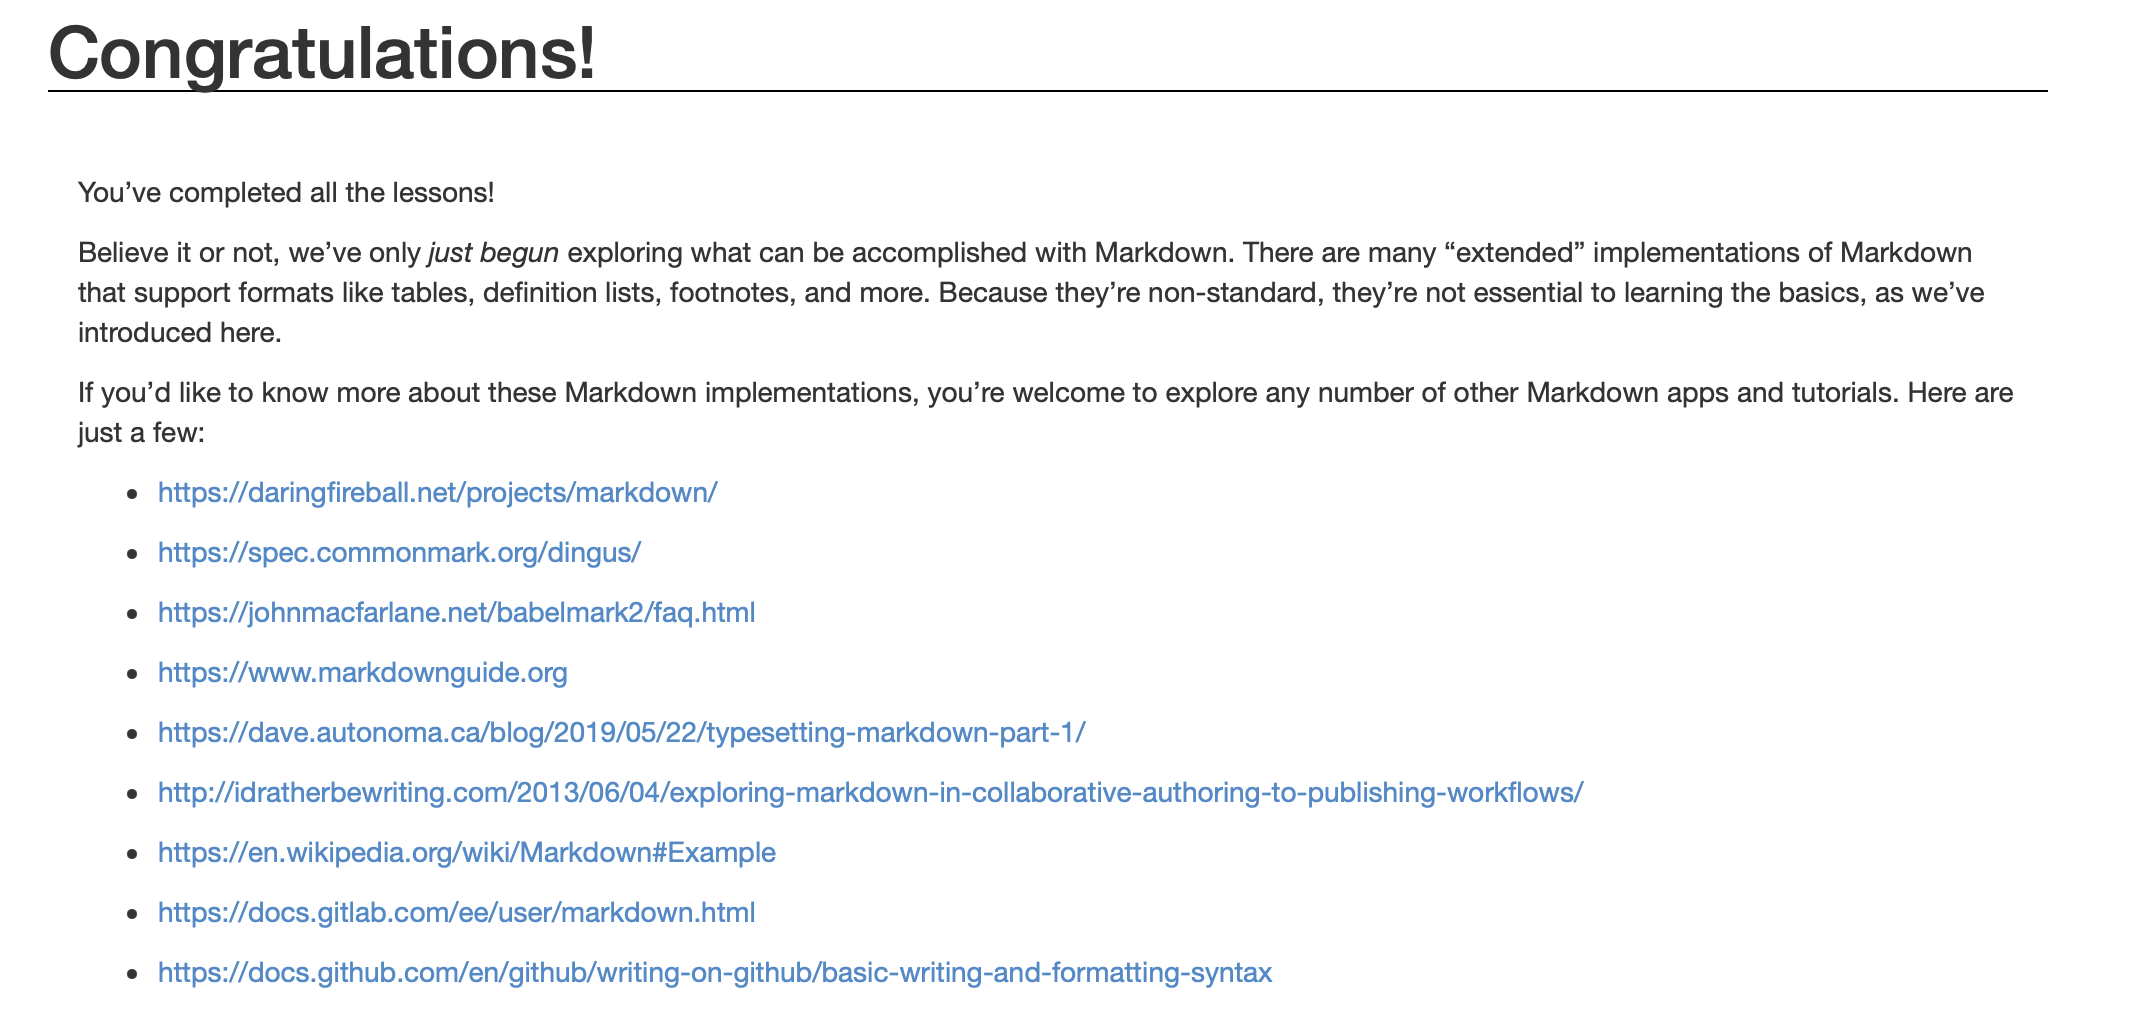 Congratulations!
You’ve completed all the lessons!
Believe it or not, we’ve only just begun exploring what can be accomplished with Markdown. There are many “extended” implementations of Markdown
that support formats like tables, definition lists, footnotes, and more. Because they’re non-standard, they’re not essential to learning the basics, as we’ve
introduced here.
If you’d like to know more about these Markdown implementations, you’re welcome to explore any number of other Markdown apps and tutorials. Here are
just a few:
• https://daringfireball.net/projects/markdown/
• https://spec.commonmark.org/dingus/
• https://johnmacfarlane.net/babelmark2/faq.html
• https://www.markdownguide.org
• https://dave.autonoma.ca/blog/2019/05/22/typesetting-markdown-part-1/
• http://idratherbewriting.com/2013/06/04/exploring-markdown-in-collaborative-authoring-to-publishing-workflows/
• https://en.wikipedia.org/wiki/Markdown#Example
• https://docs.gitlab.com/ee/user/markdown.html
• https://docs.github.com/en/github/writing-on-github/basic-writing-and-formatting-syntax